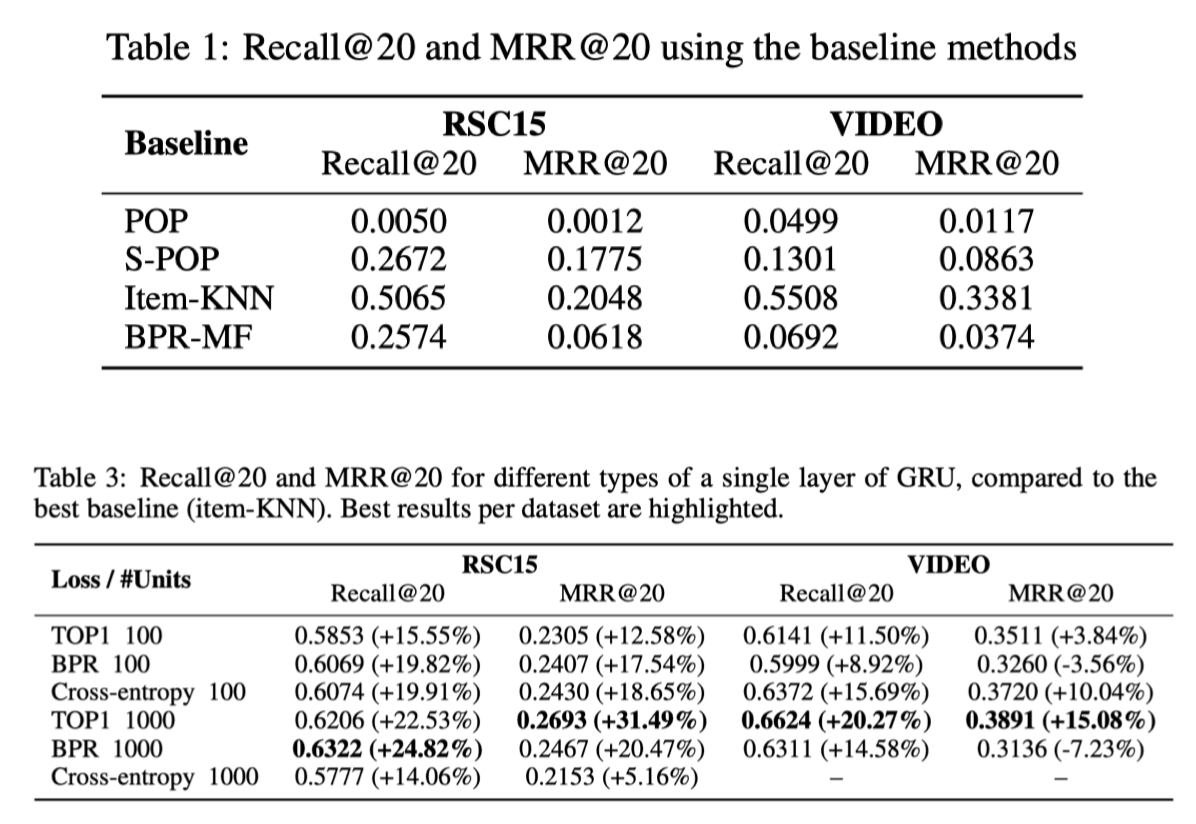 Table 1: Recall@20 and MRR@20 using the baseline methods
Baseline RSC15 VIDEO
Recall@20 MRR@20 Recall@20 MRR@20
POP 0.0050 0.0012 0.0499 0.0117
S-POP 0.2672 0.1775 0.1301 0.0863
Item-KNN 0.5065 0.2048 0.5508 0.3381
BPR-MF 0.2574 0.0618 0.0692 0.0374
Table 3: Recall@20 and MRR@20 for different types of a single layer of GRU, compared to the
best baseline (item-KNN). Best results per dataset are highlighted.
Loss / #Units RSC15 VIDEO
Recall@20 MRR@20 Recall@20 MRR@20
TOP1 100 0.5853 (+15.55%) 0.2305 (+12.58%) 0.6141 (+11.50%) 0.3511 (+3.84%)
BPR 100 0.6069 (+19.82%) 0.2407 (+17.54%) 0.5999 (+8.92%) 0.3260 (-3.56%)
Cross-entropy 100 0.6074 (+19.91%) 0.2430 (+18.65%) 0.6372 (+15.69%) 0.3720 (+10.04%)
TOP1 1000 0.6206 (+22.53%) 0.2693 (+31.49%) 0.6624 (+20.27%) 0.3891 (+15.08%)
BPR 1000 0.6322 (+24.82%) 0.2467 (+20.47%) 0.6311 (+14.58%) 0.3136 (-7.23%)
Cross-entropy 1000 0.5777 (+14.06%) 0.2153 (+5.16%) – –